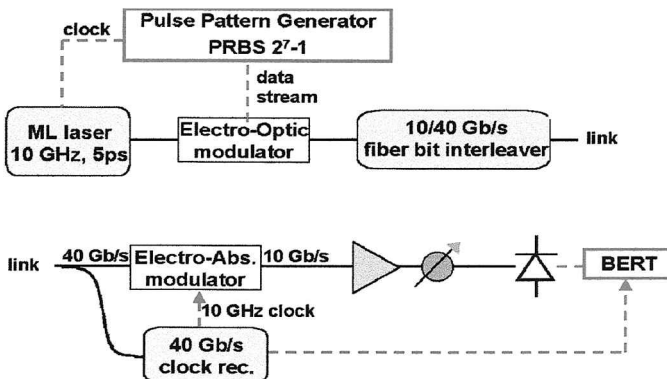 Pulse Pattern Generator
PRBS 2⁷-1
clock
data
stream
ML laser
10 GHz, 5ps
Electro-Optic
modulator
10/40 Gb/s
fiber bit interleaver
link
link
40 Gb/s
Electro-Abs.
modulator
10 Gb/s
BERT
10 GHz clock
40 Gb/s
clock rec.